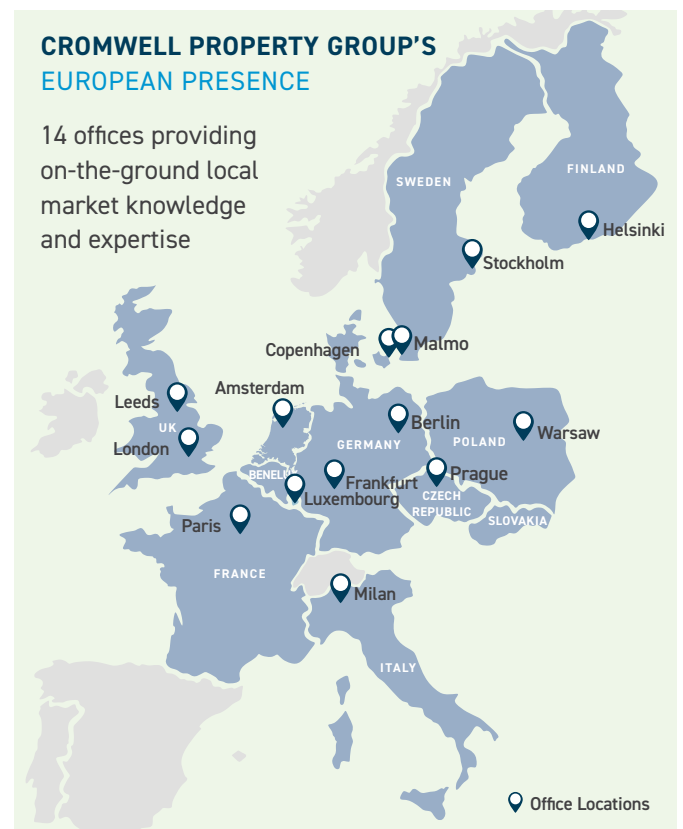 CROMWELL PROPERTY GROUP'S
EUROPEAN PRESENCE
14 offices providing
on-the-ground local
market knowledge
and expertise
SWEDEN
FINLAND
Helsinki
Stockholm
Copenhagen
Malmo
Amsterdam
Leeds
UK
London
Berlin
GERMANY
POLAND
Warsaw
Prague
Frankfurt
Luxembourg
CZECH
REPUBLIC
SLOVAKIA
Paris
FRANCE
Milan
ITALY
Office Locations